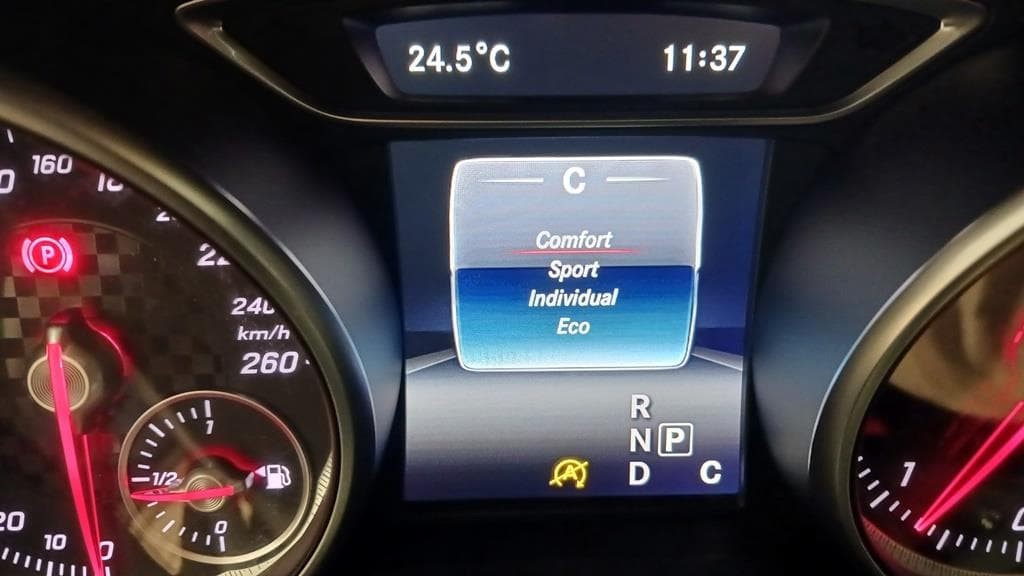 24.5°C 11:37
C
Comfort
Sport
Individual
Eco
R
N P
D C
160
240
km/h
260
P
1
1/2
0
20
10
0
1
A